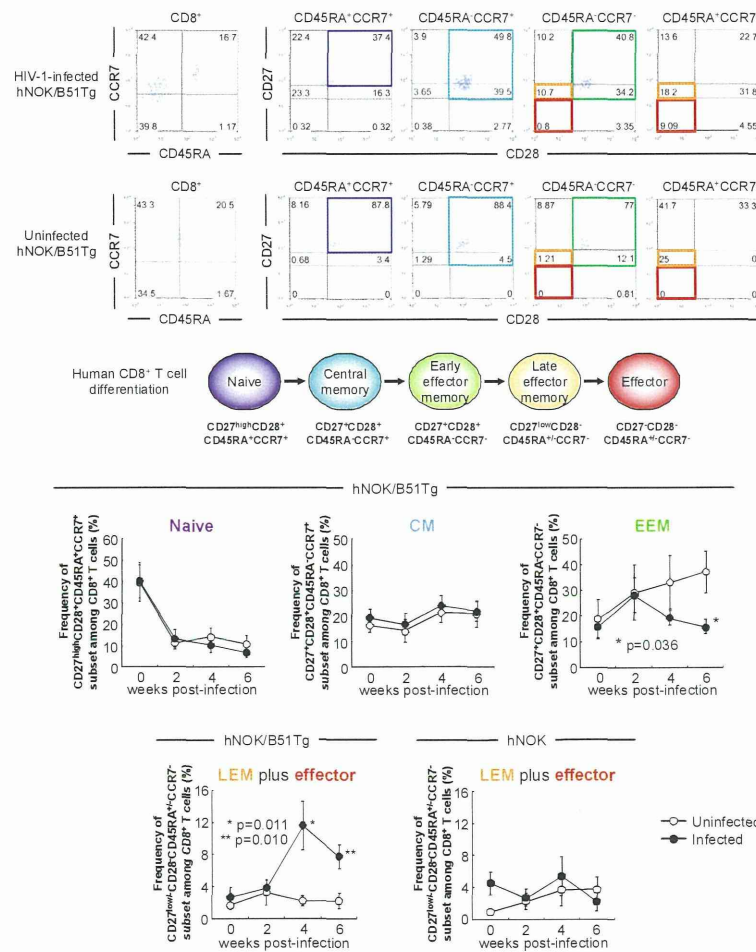 CD8⁺
CD45RA⁺CCR7⁺
CD45RA⁻CCR7⁺
CD45RA⁻CCR7⁻
CD45RA⁺CCR7
HIV-1-infected
hNOK/B51Tg
CCR7
42.4
16.7
39.8
1.17
CD27
22.4
37.4
23.3
16.3
0.32
0.32
3.9
49.8
3.65
39.5
0.38
2.77
10.2
40.8
10.7
34.2
0.8
3.35
13.6
22.7
18.2
31.8
9.09
4.55
CD45RA
CD28
CD8⁺
CD45RA⁺CCR7⁺
CD45RA⁻CCR7⁺
CD45RA⁻CCR7⁻
CD45RA⁺CCR7
Uninfected
hNOK/B51Tg
CCR7
43.3
20.5
34.5
1.67
CD27
8.16
87.8
0.68
3.4
0
0
5.79
88.4
1.29
4.5
0
0
8.87
77
1.21
12.1
0
0.81
41.7
33.3
25
0
0
0
CD45RA
CD28
Human CD8⁺ T cell
differentiation
Naive
Central
memory
Early
effector
memory
Late
effector
memory
Effector
CD27ʰⁱᵍʰCD28⁺
CD45RA⁺CCR7⁺
CD27⁺CD28⁺
CD45RA⁻CCR7⁺
CD27⁺CD28⁺
CD45RA⁻CCR7⁻
CD27ˡᵒʷCD28⁻
CD45RA⁺/⁻CCR7⁻
CD27⁻CD28⁻
CD45RA⁺/⁻CCR7⁻
hNOK/B51Tg
Naive
Frequency of
CD27ʰⁱᵍʰCD28⁺CD45RA⁺CCR7⁺
subset among CD8⁺ T cells (%)
60
50
40
30
20
10
0
0 2 4 6
weeks post-infection
CM
Frequency of
CD27⁺CD28⁺CD45RA⁻CCR7⁺
subset among CD8⁺ T cells (%)
50
40
30
20
10
0
0 2 4 6
weeks post-infection
EEM
Frequency of
CD27⁺CD28⁺CD45RA⁻CCR7⁻
subset among CD8⁺ T cells (%)
50
40
30
20
10
0
*
* p=0.036
0 2 4 6
weeks post-infection
hNOK/B51Tg
LEM plus effector
Frequency of
CD27ˡᵒʷ/⁻CD28⁻CD45RA⁺/⁻CCR7⁻
subset among CD8⁺ T cells (%)
16
12
8
4
0
* p=0.011
** p=0.010
*
**
0 2 4 6
weeks post-infection
hNOK
LEM plus effector
Frequency of
CD27ˡᵒʷ/⁻CD28⁻CD45RA⁺/⁻CCR7⁻
subset among CD8⁺ T cells (%)
16
12
8
4
0
0 2 4 6
weeks post-infection
Uninfected
Infected